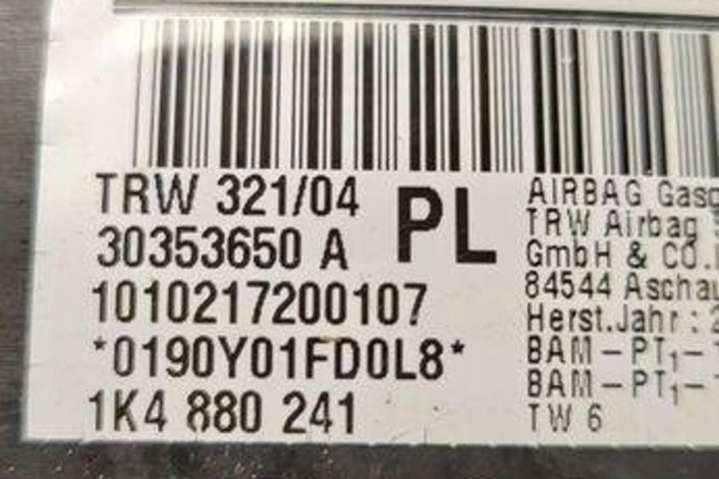 TRW 321/04
30353650 A
PL
1010217200107
*0190Y01FD0L8*
1K4 880 241
AIRBAG
TRW Airbag
GmbH & CO.
84544
Herst.Jahr :
BAM-PT1-
BAM-PT1-
TW 6